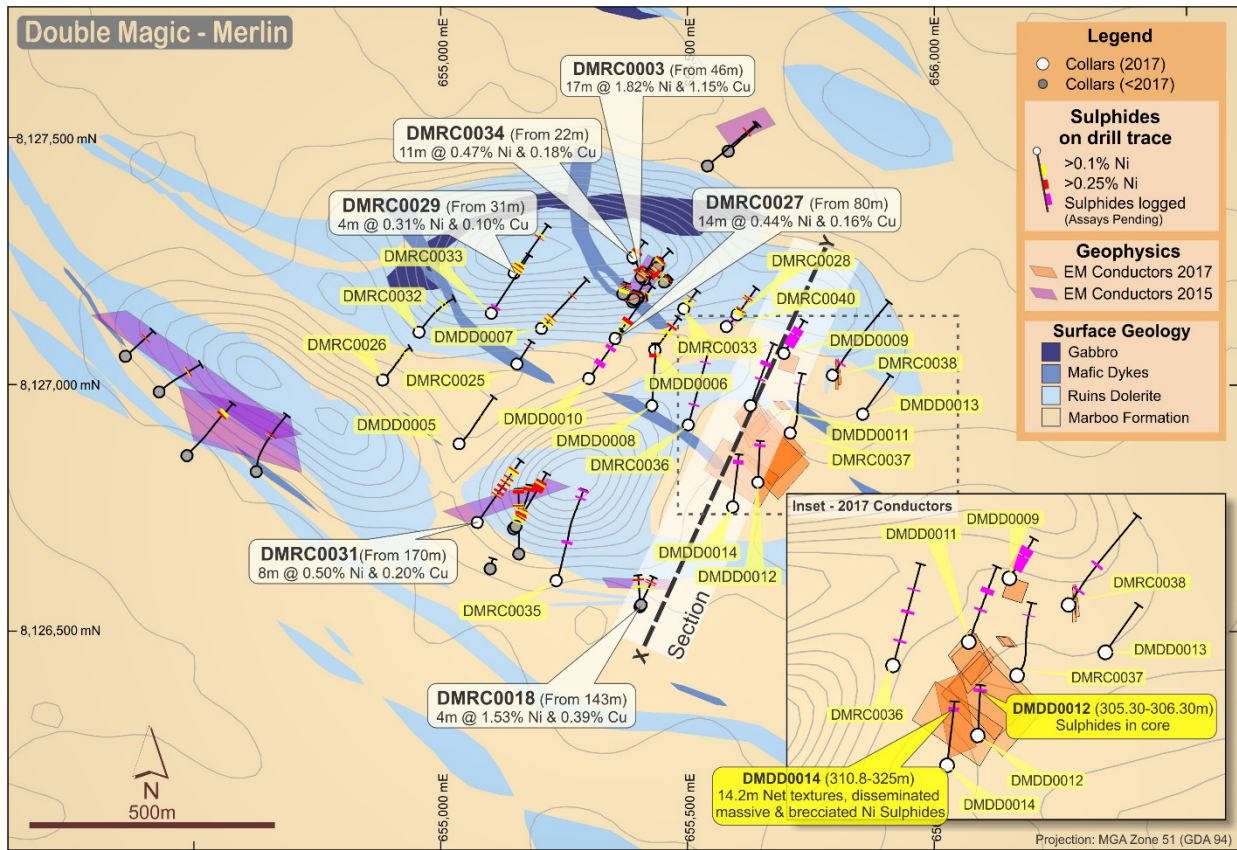 Double Magic - Merlin
655,000 mE
655,500 mE
656,000 mE
8,127,500 mN
8,127,000 mN
8,126,500 mN
DMRC0003 (From 46m)
17m @ 1.82% Ni & 1.15% Cu
DMRC0034 (From 22m)
11m @ 0.47% Ni & 0.18% Cu
DMRC0029 (From 31m)
4m @ 0.31% Ni & 0.10% Cu
DMRC0027 (From 80m)
14m @ 0.44% Ni & 0.16% Cu
DMRC0033
DMRC0032
DMRC0026
DMDD0007
DMRC0025
DMDD0005
DMDD0010
DMDD0008
DMRC0036
DMDD0006
DMRC0033
DMRC0028
DMRC0040
DMDD0009
DMRC0038
DMDD0013
DMDD0011
DMRC0037
DMDD0014
DMDD0012
DMRC0035
Y
Section
X
DMRC0031 (From 170m)
8m @ 0.50% Ni & 0.20% Cu
DMRC0018 (From 143m)
4m @ 1.53% Ni & 0.39% Cu
N
500m
655,000 mE
655,500 mE
Legend
Collars (2017)
Collars (<2017)
Sulphides
on drill trace
>0.1% Ni
>0.25% Ni
Sulphides logged
(Assays Pending)
Geophysics
EM Conductors 2017
EM Conductors 2015
Surface Geology
Gabbro
Mafic Dykes
Ruins Dolerite
Marboo Formation
Inset - 2017 Conductors
DMDD0009
DMDD0011
DMRC0038
DMDD0013
DMRC0037
DMRC0036
DMDD0012 (305.30-306.30m)
Sulphides in core
DMDD0012
DMDD0014
DMDD0014 (310.8-325m)
14.2m Net textures, disseminated
massive & brecciated Ni Sulphides
Projection: MGA Zone 51 (GDA 94)